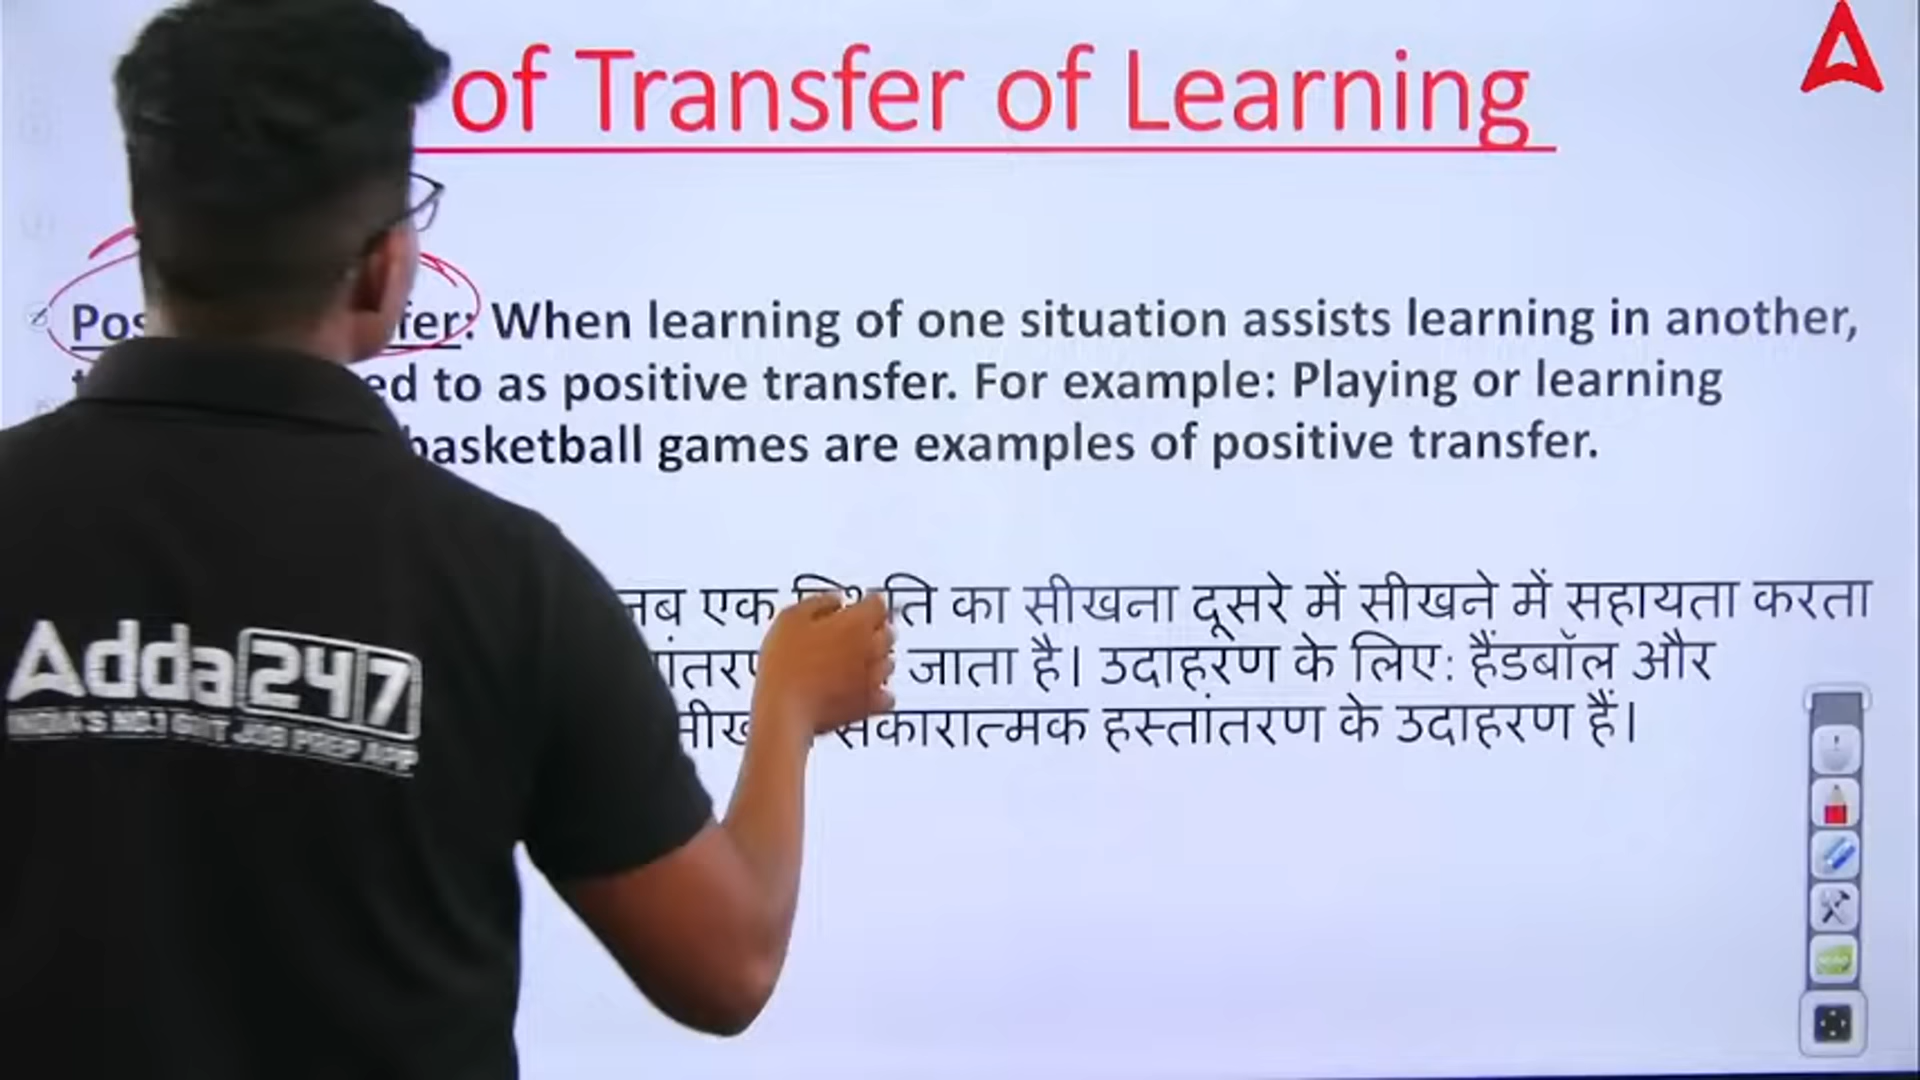 of Transfer of Learning
When learning of one situation assists learning in another,
to as positive transfer. For example: Playing or learning
basketball games are examples of positive transfer.
एक का सीखना दूसरे में सीखने में सहायता करता
जाता है। उदाहरण के लिए: हैंडबॉल और
सकारात्मक हस्तांतरण के उदाहरण हैं।
Adda247
INDIA'S NO.1 GOVT JOB PREP APP